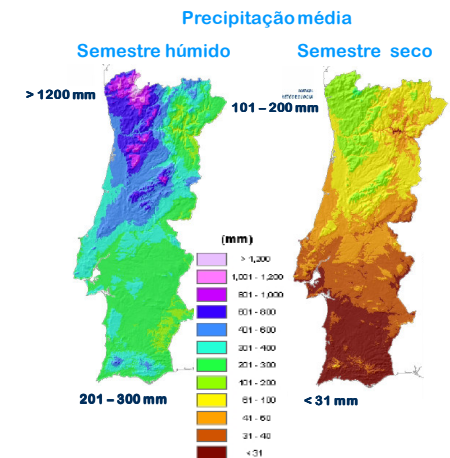 Precipitação média
Semestre húmido
Semestre seco
> 1200 mm
101 – 200 mm
(mm)
> 1,200
1,001 - 1,200
801 - 1,000
601 - 800
401 - 600
301 - 400
201 - 300
101 - 200
61 - 100
41 - 60
31 - 40
< 31
201 – 300 mm
< 31 mm